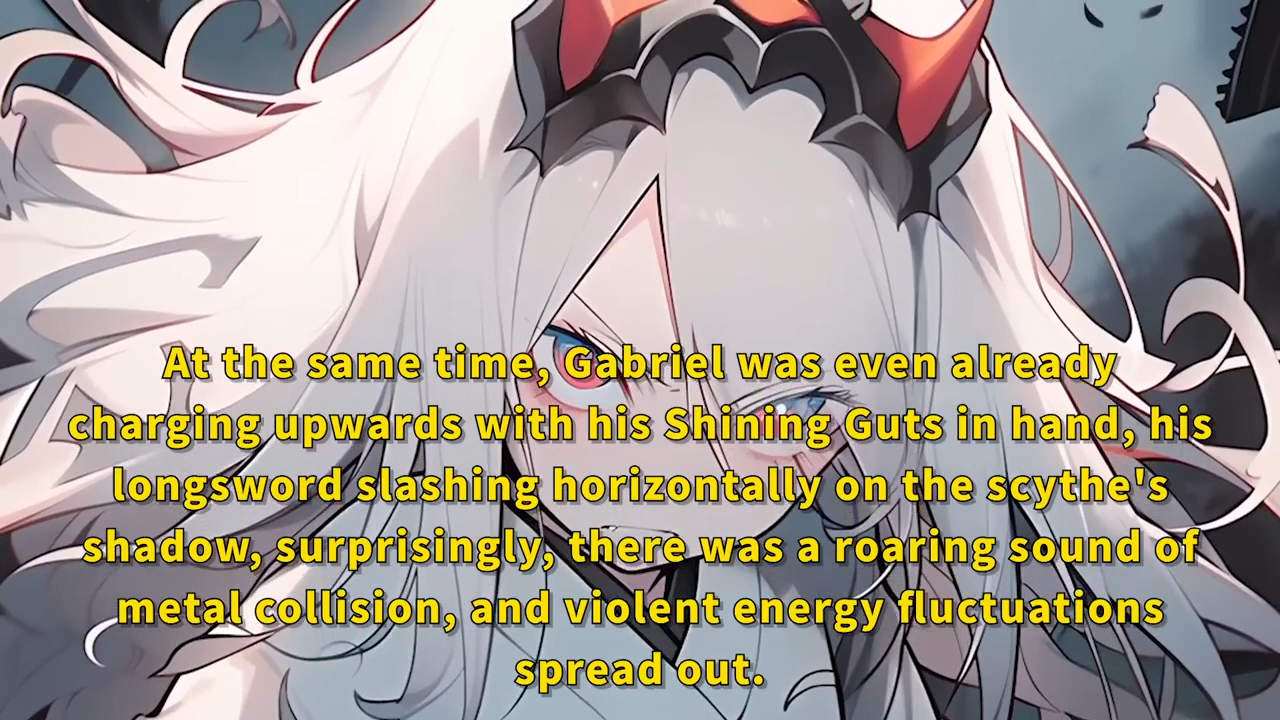 At the same time, Gabriel was even already
charging upwards with his Shining Guts in hand, his
longsword slashing horizontally on the scythe's
shadow, surprisingly, there was a roaring sound of
metal collision, and violent energy fluctuations
spread out.